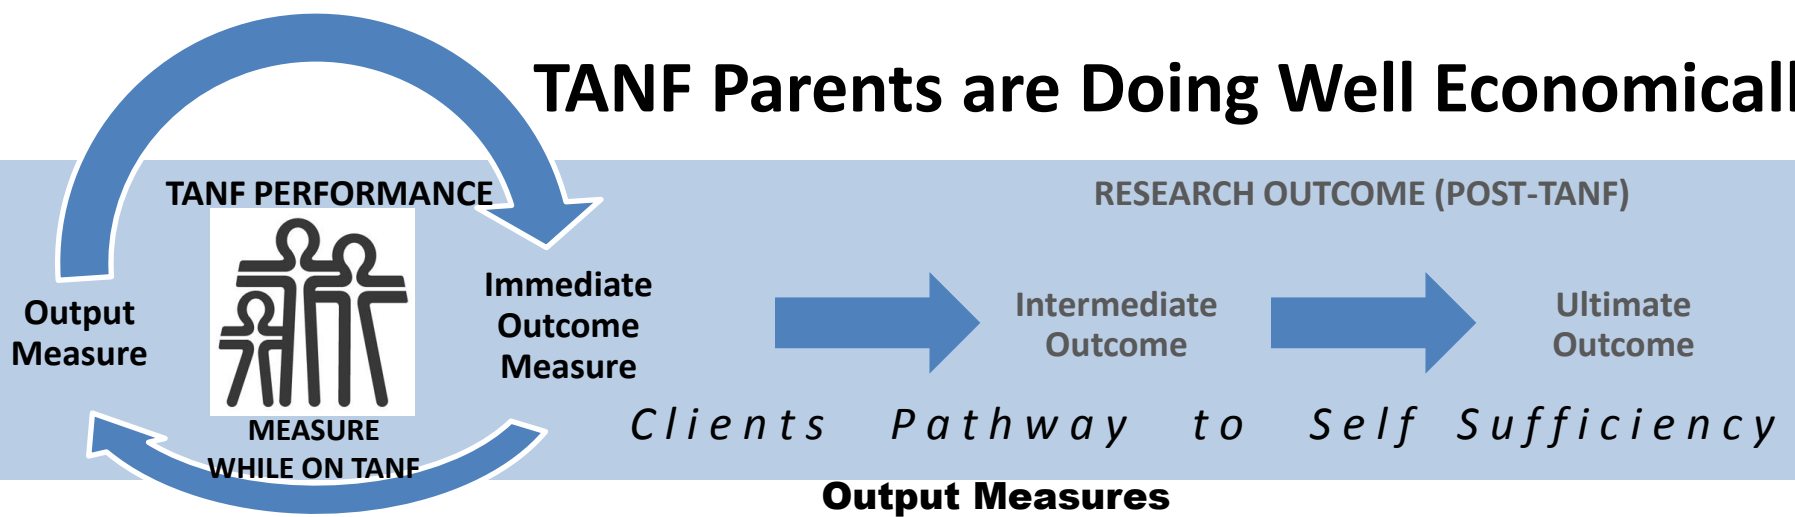 TANF Parents are Doing Well Economicall
TANF PERFORMANCE
RESEARCH OUTCOME (POST-TANF)
Output
Measure
Immediate
Outcome
Measure
Intermediate
Outcome
Ultimate
Outcome
MEASURE
WHILE ON TANF
Clients Pathway to Self Sufficiency
Output Measures